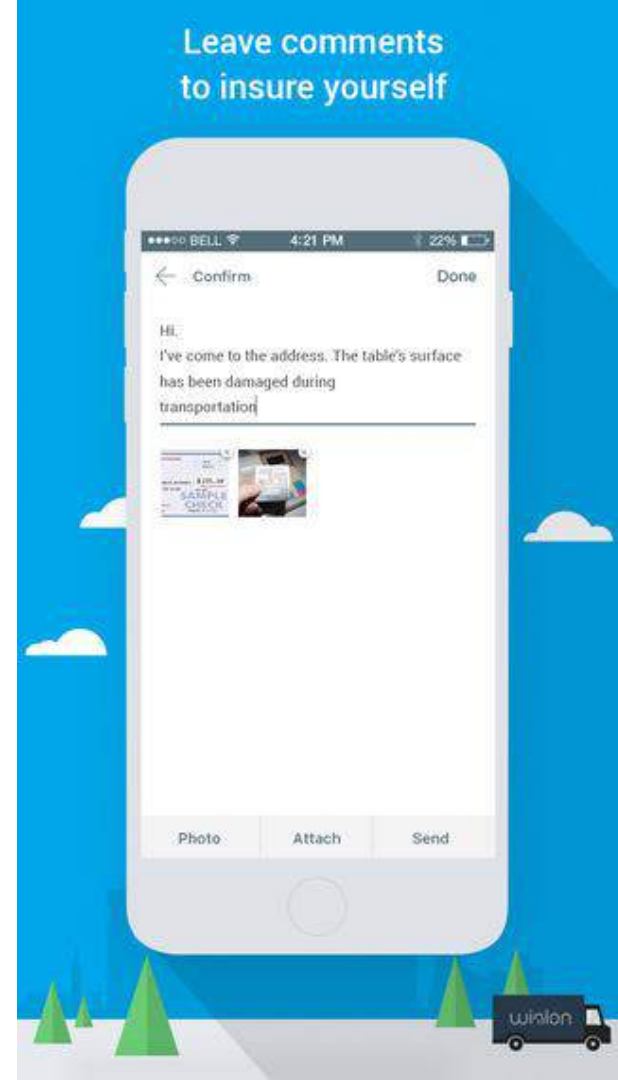 Leave comments
to insure yourself
BELL 4:21 PM 22%
Confirm Done
Hi,
I've come to the address. The table's surface
has been damaged during
transportation
SAMPLE
CHECK
Photo Attach Send
wialon